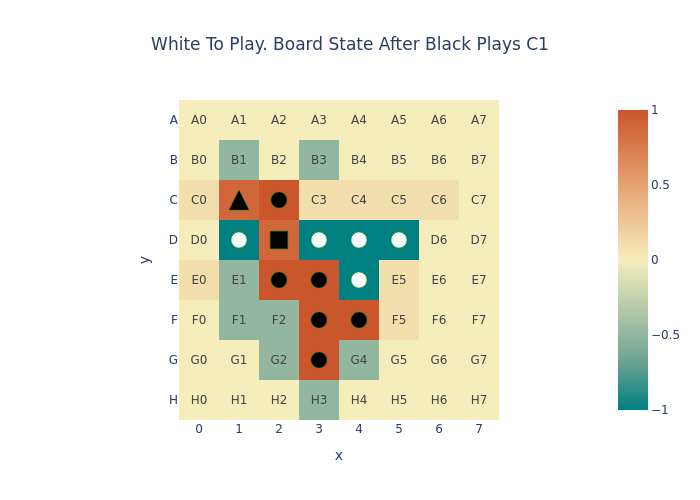 White To Play. Board State After Black Plays C1
A A0 A1 A2 A3 A4 A5 A6 A7
B B0 B1 B2 B3 B4 B5 B6 B7
C C0 C3 C4 C5 C6 C7
D D0 D6 D7
E E0 E1 E5 E6 E7
F F0 F1 F2 F5 F6 F7
G G0 G1 G2 G4 G5 G6 G7
H H0 H1 H2 H3 H4 H5 H6 H7
0 1 2 3 4 5 6 7
x
y
1
0.5
0
−0.5
−1